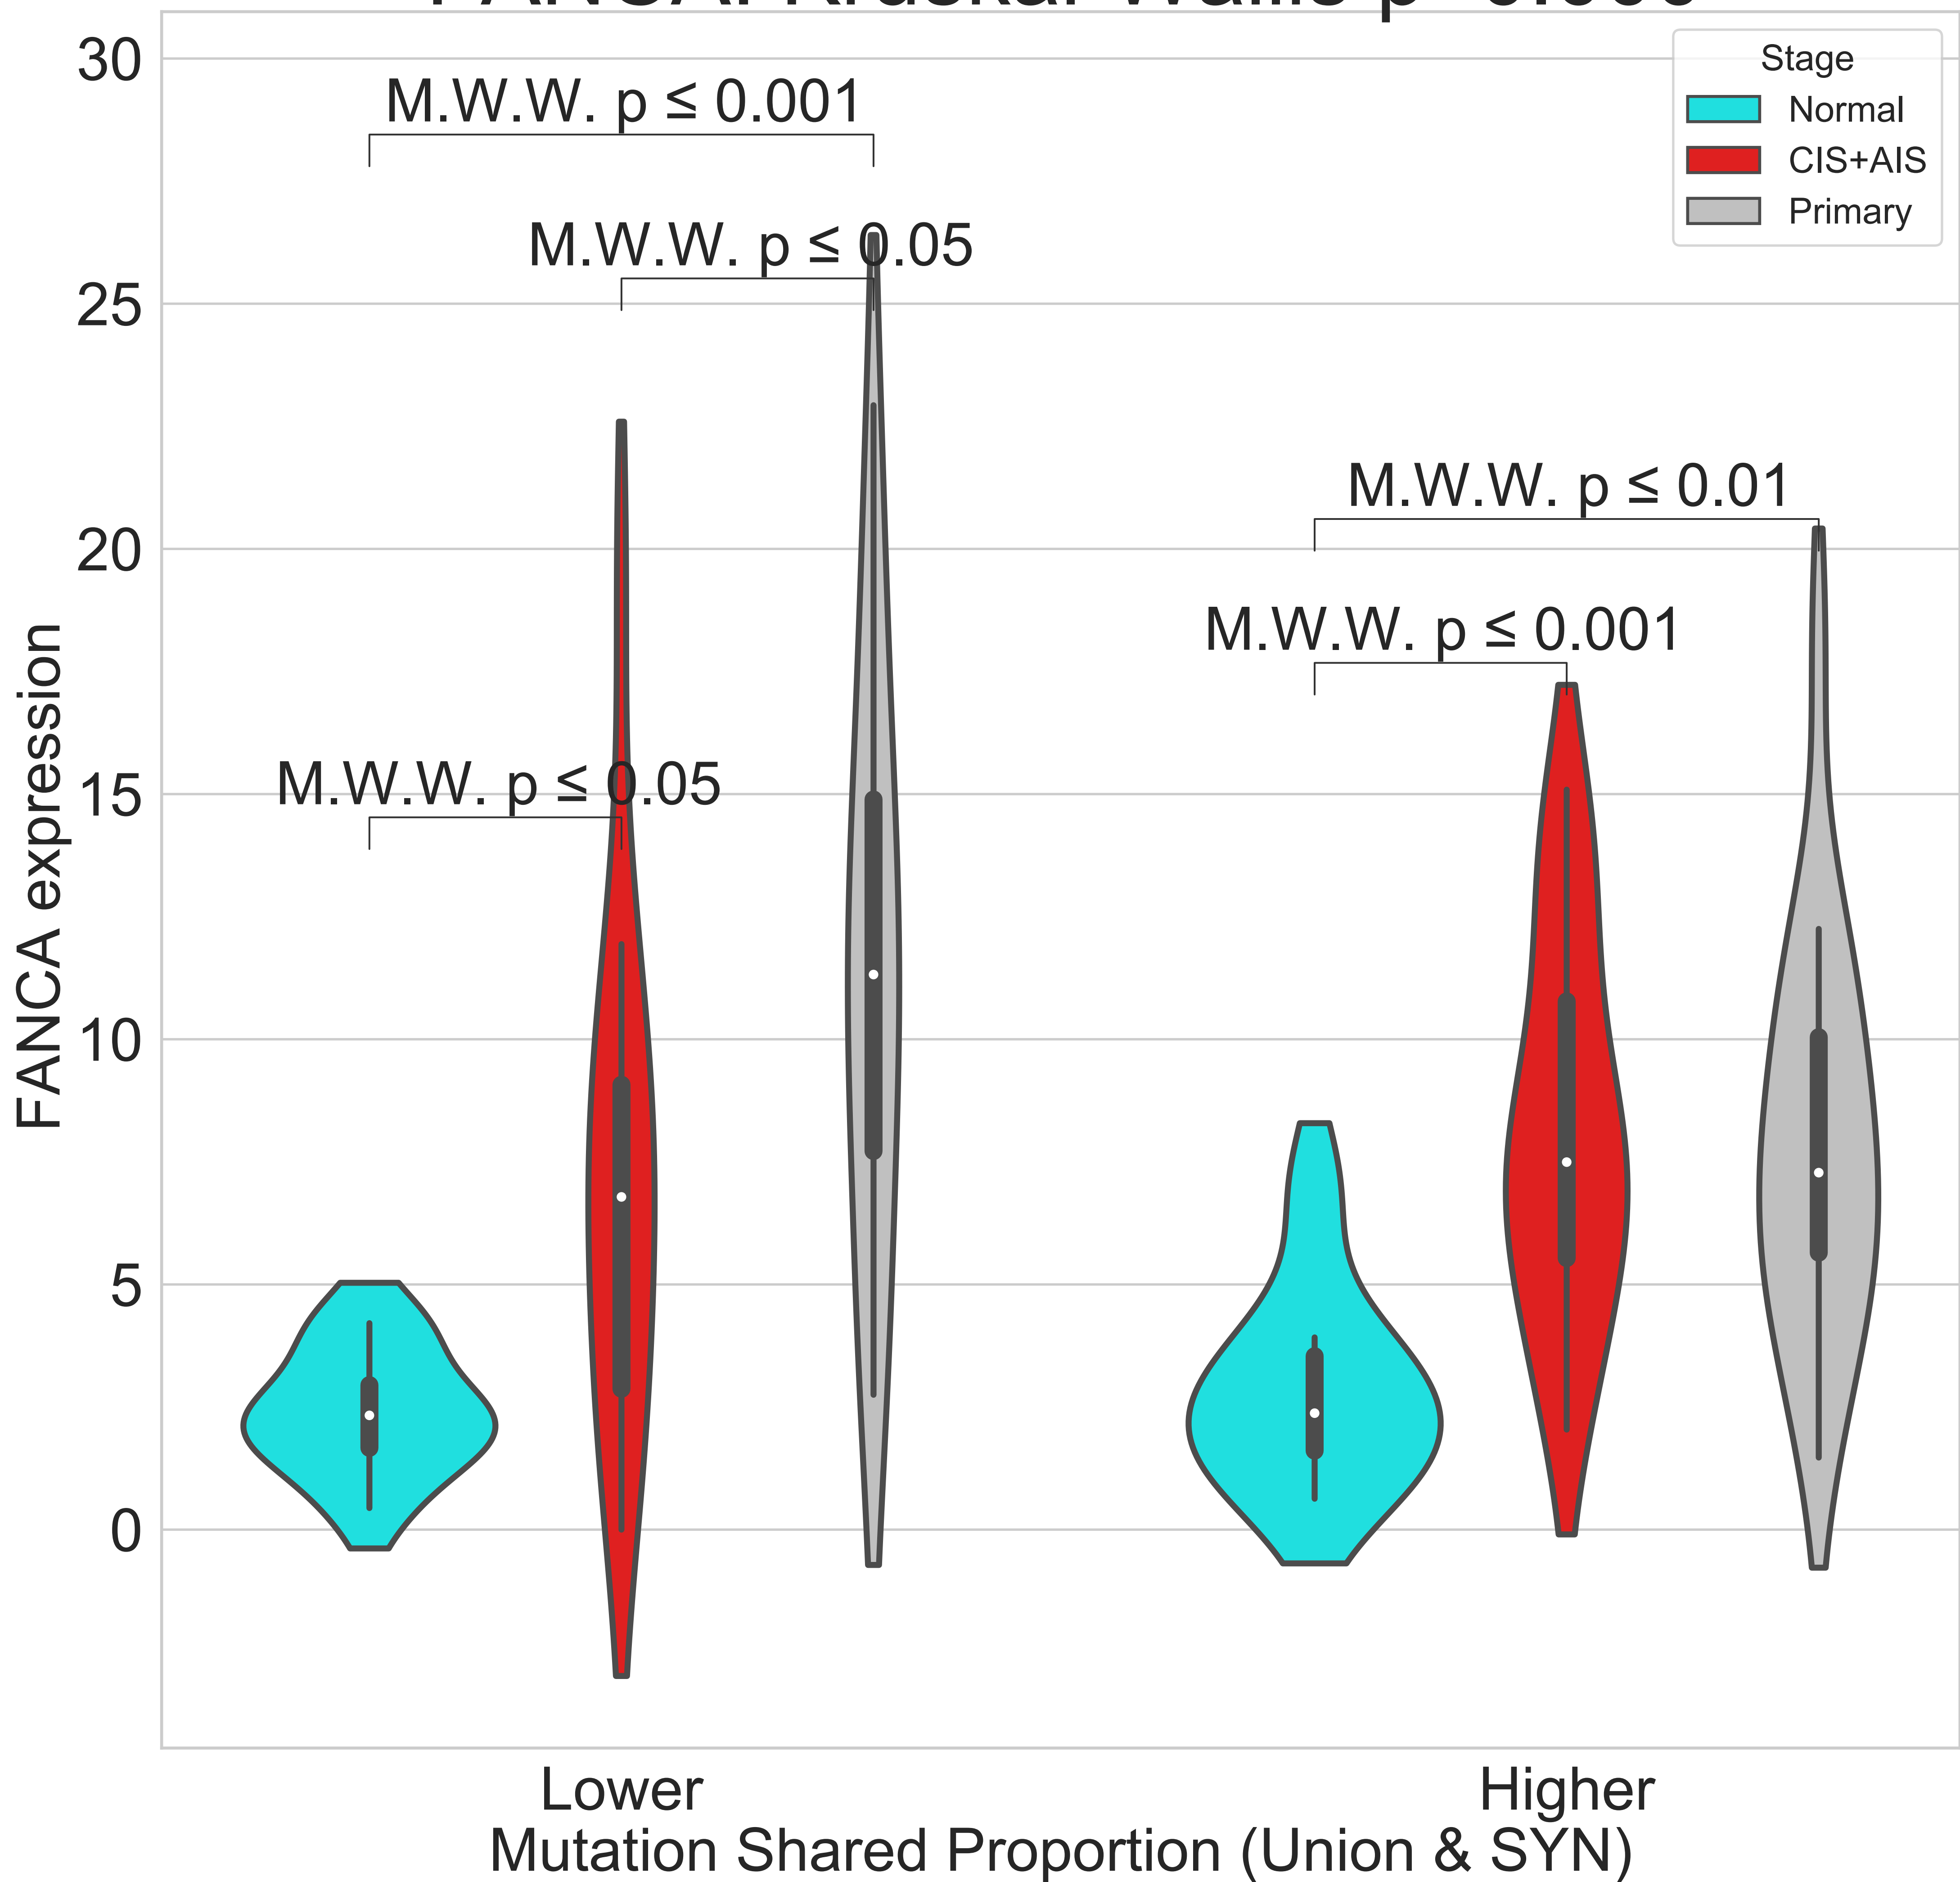 30
25
20
15
10
5
0
FANCA expression
M.W.W. p ≤ 0.001
M.W.W. p ≤ 0.05
M.W.W. p ≤ 0.05
M.W.W. p ≤ 0.01
M.W.W. p ≤ 0.001
Stage
Normal
CIS+AIS
Primary
Lower
Higher
Mutation Shared Proportion (Union & SYN)